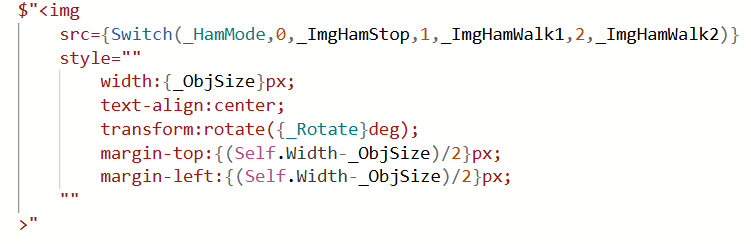 $"<img
src={Switch(_HamMode,0,_ImgHamStop,1,_ImgHamWalk1,2,_ImgHamWalk2)}
style=""
width:{_ObjSize}px;
text-align:center;
transform:rotate({_Rotate}deg);
margin-top:{(Self.Width-_ObjSize)/2}px;
margin-left:{(Self.Width-_ObjSize)/2}px;
""
>"